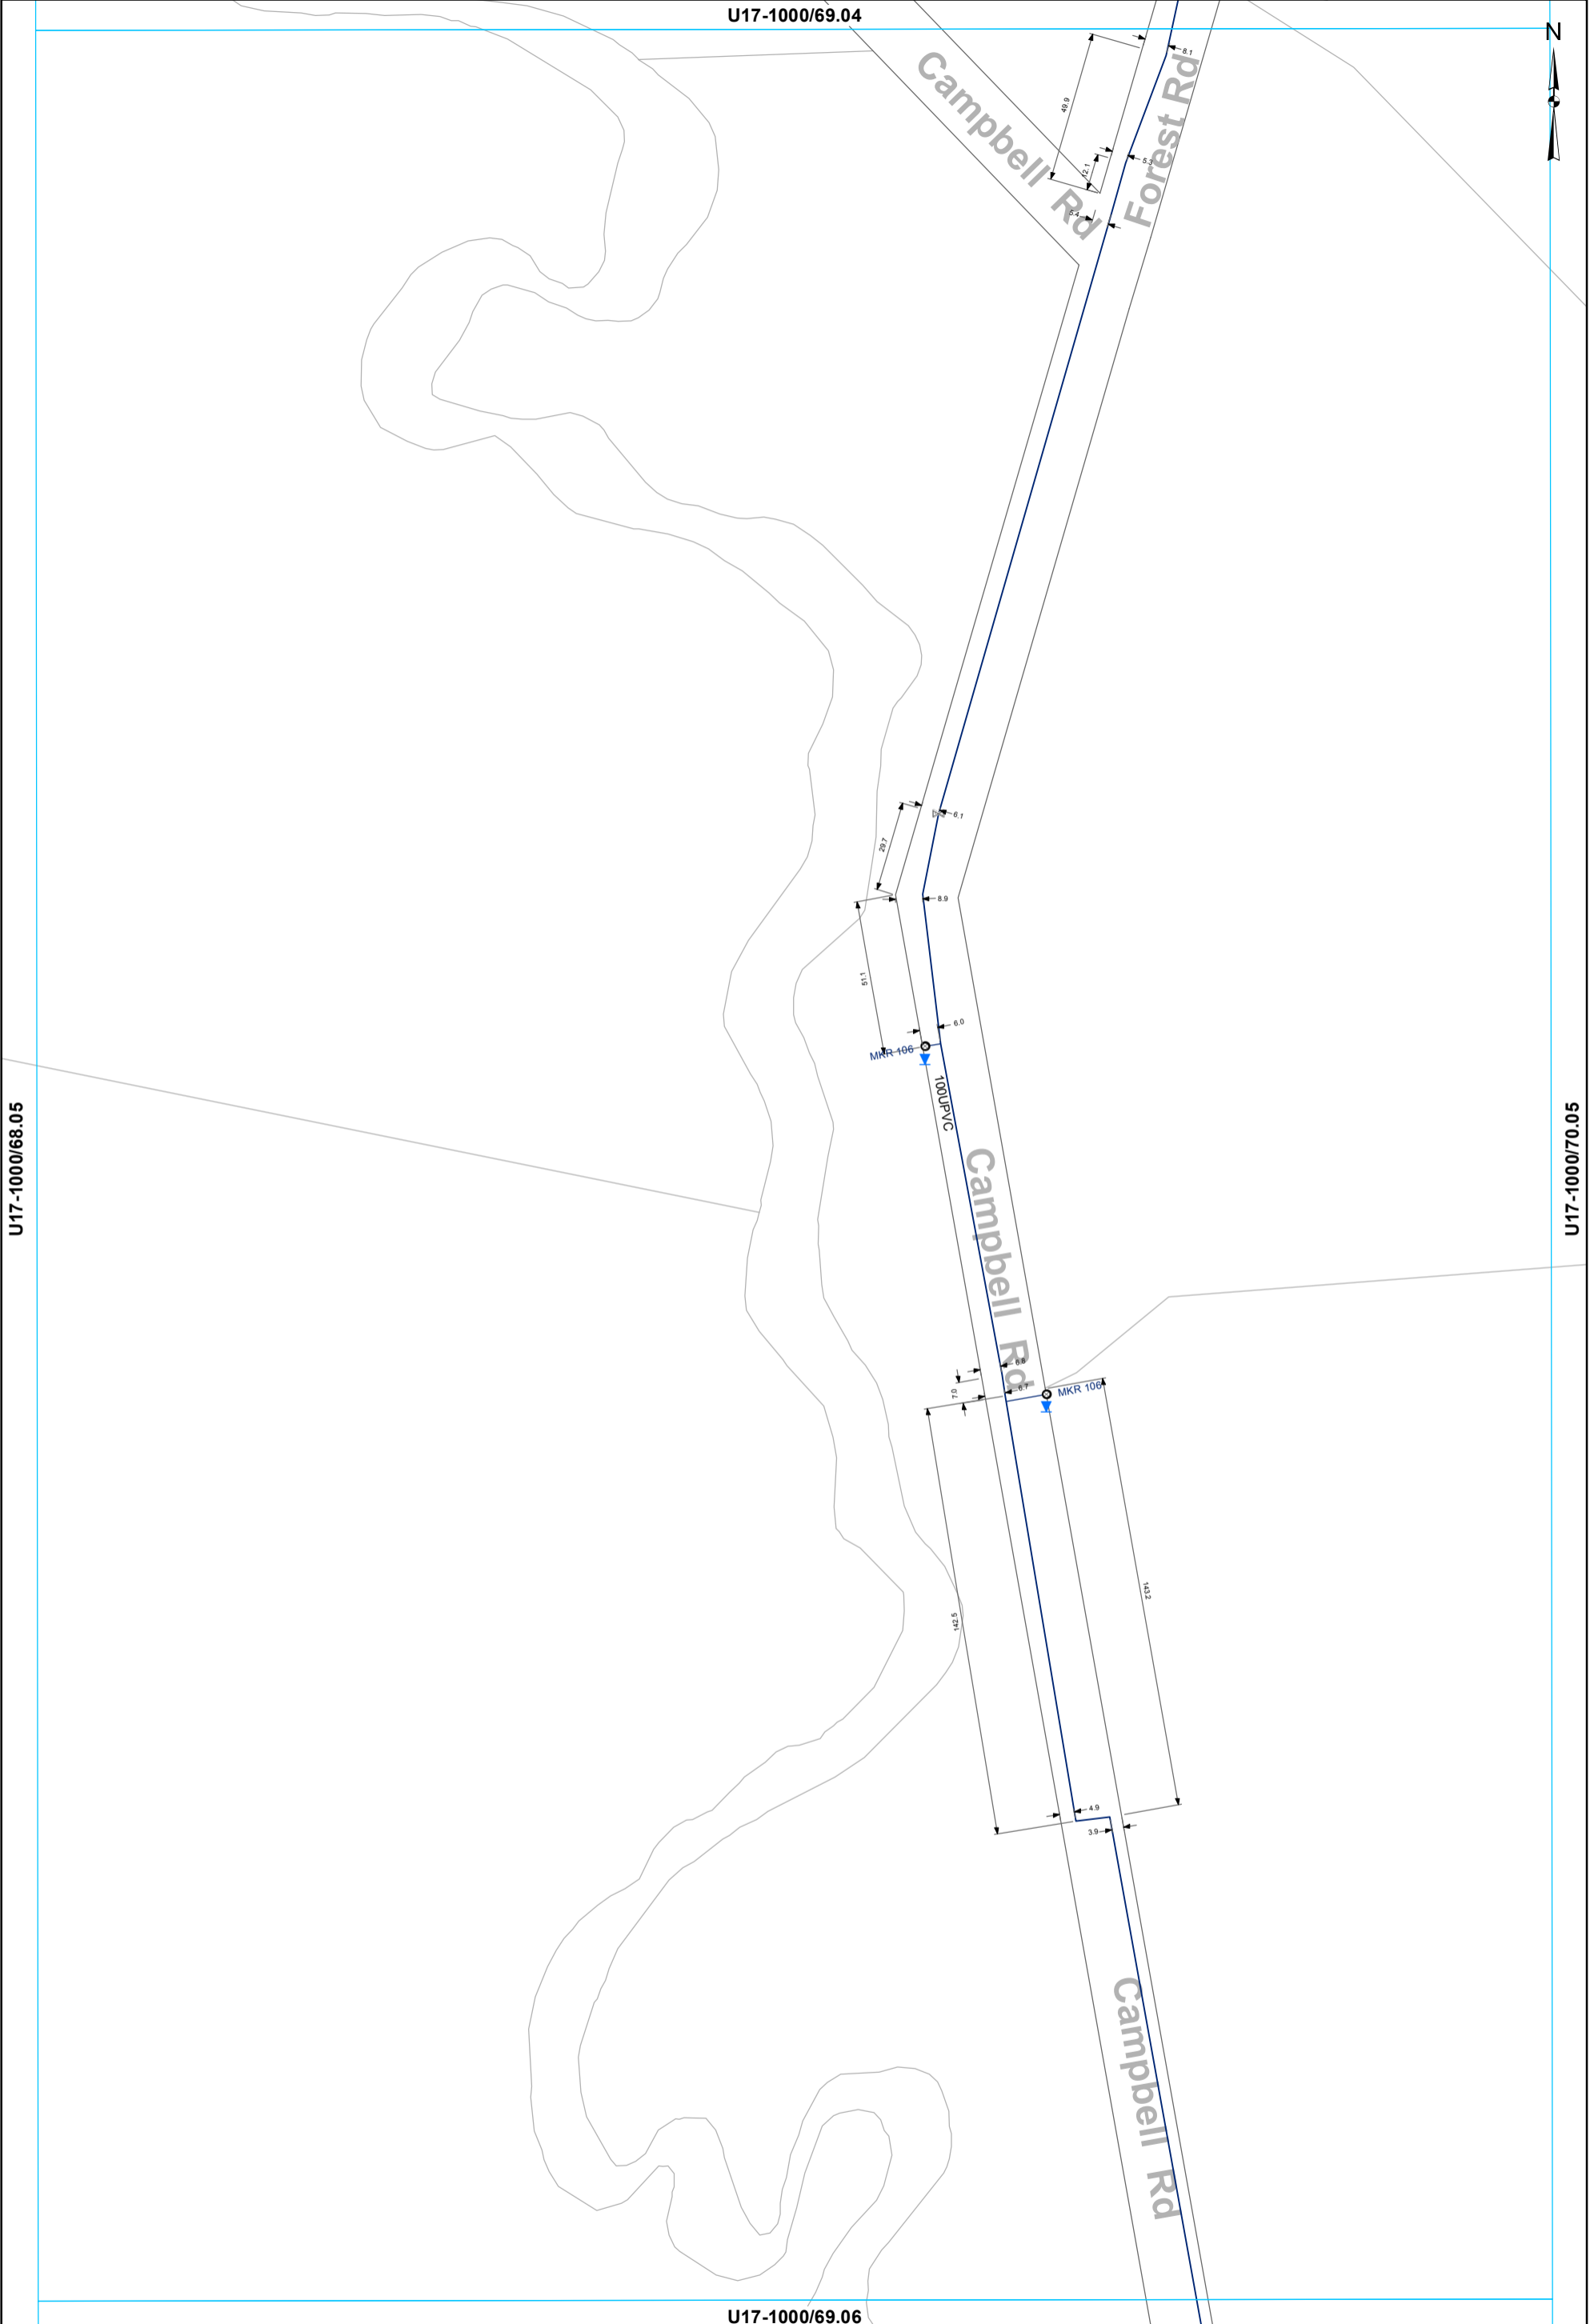 U17-1000/69.04
N
8.1
Campbell Rd
Forest Rd
49.9
12.1
5.3
5.4
6.1
29.7
8.9
51.1
6.0
MKR 106
100UPVC
U17-1000/68.05
U17-1000/70.05
Campbell Rd
6.8
6.7
7.0
MKR 106
143.2
142.5
4.9
3.9
Campbell Rd
U17-1000/69.06